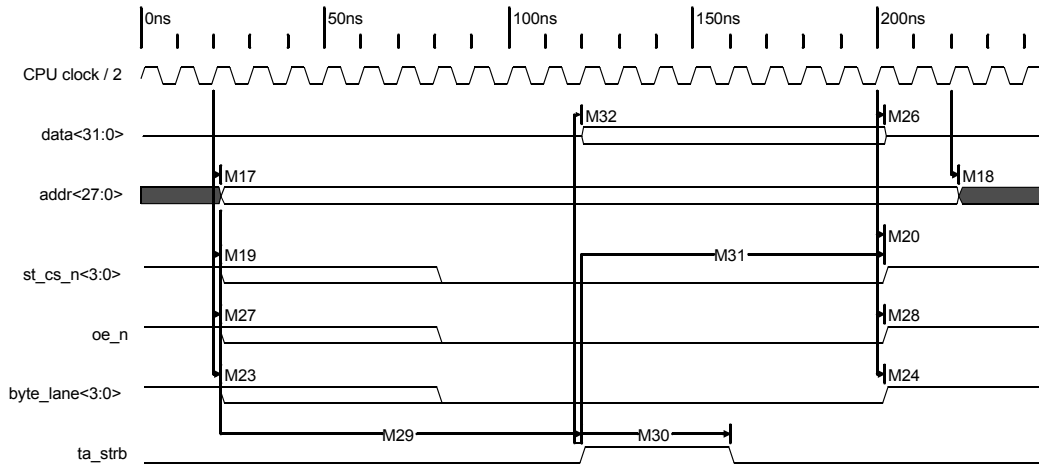 0ns 50ns 100ns 150ns 200ns
CPU clock / 2
M32 M26
data<31:0>
M17 M18
addr<27:0>
M20
M19 M31
st_cs_n<3:0>
M27 M28
oe_n
M23 M24
byte_lane<3:0>
M29 M30
ta_strb